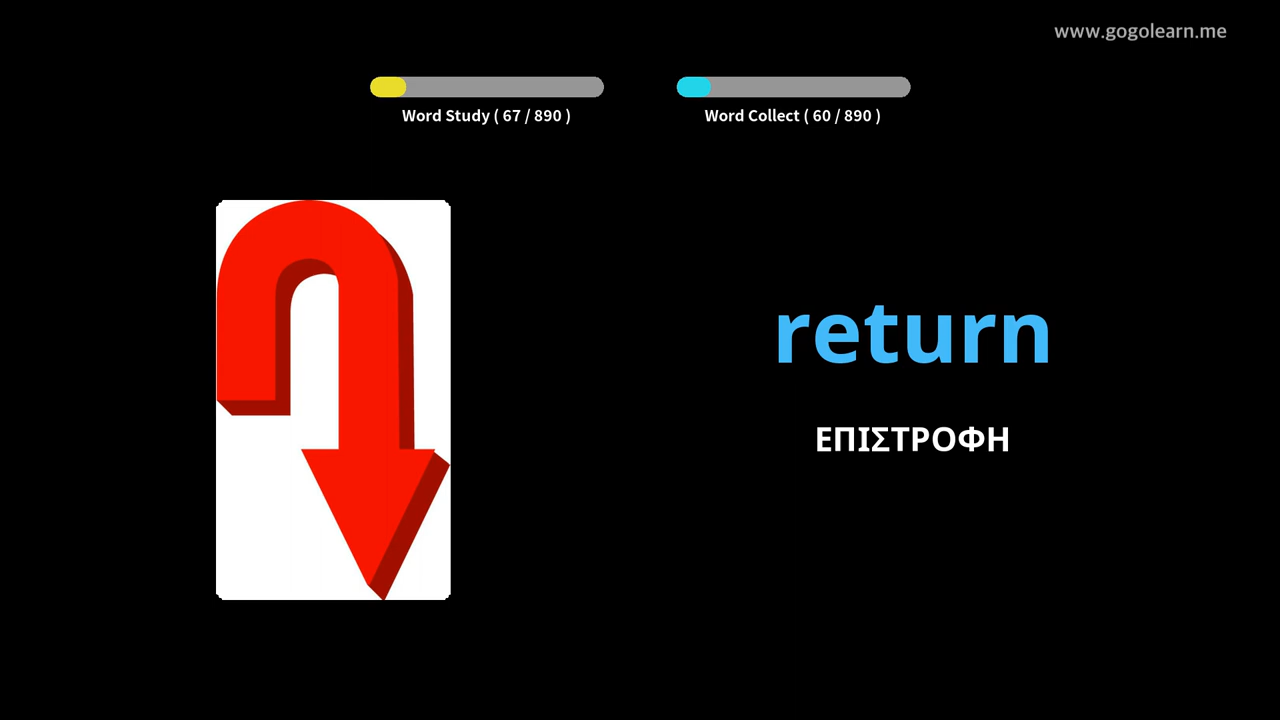 www.gogolearn.me
Word Study ( 67 / 890 )
Word Collect ( 60 / 890 )
return
ΕΠΙΣΤΡΟΦΗ